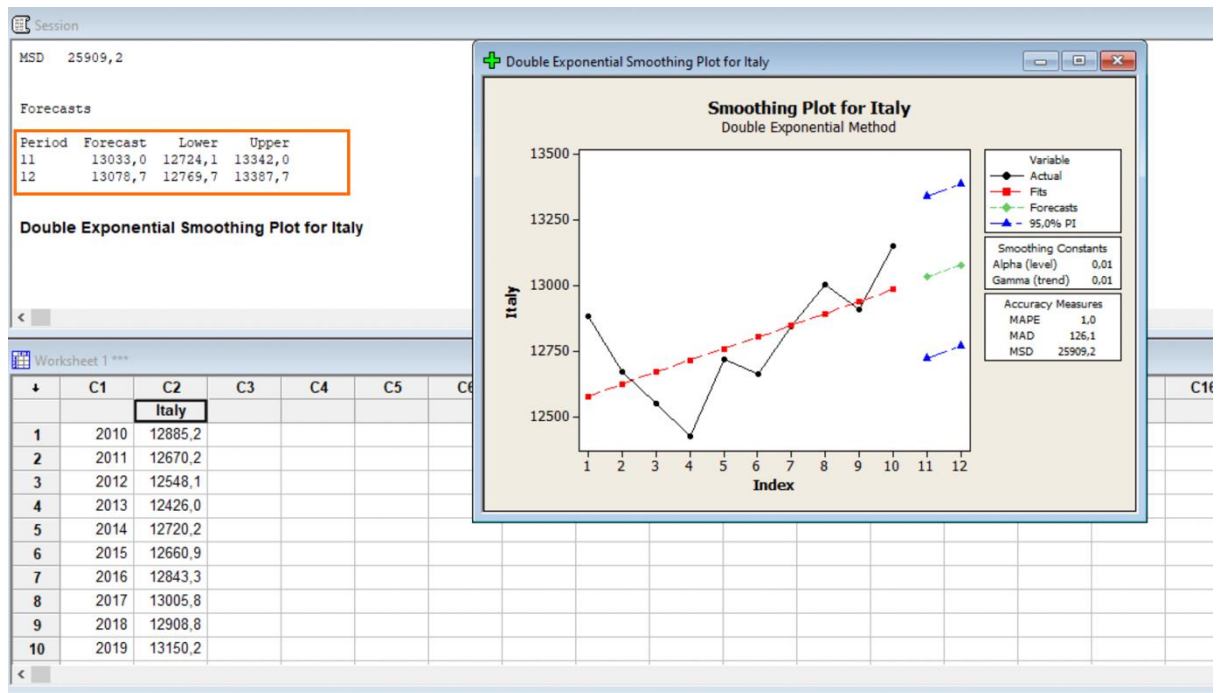 Session
MSD 25909,2
Forecasts
Period Forecast Lower Upper
11 13033,0 12724,1 13342,0
12 13078,7 12769,7 13387,7
Double Exponential Smoothing Plot for Italy
Double Exponential Smoothing Plot for Italy
Smoothing Plot for Italy
Double Exponential Method
13500
13250
13000
12750
12500
Italy
1 2 3 4 5 6 7 8 9 10 11 12
Index
Variable
Actual
Fits
Forecasts
95,0% PI
Smoothing Constants
Alpha (level) 0,01
Gamma (trend) 0,01
Accuracy Measures
MAPE 1,0
MAD 126,1
MSD 25909,2
Worksheet 1 ***
C1 C2 C3 C4 C5 C16
Italy
1 2010 12885,2
2 2011 12670,2
3 2012 12548,1
4 2013 12426,0
5 2014 12720,2
6 2015 12660,9
7 2016 12843,3
8 2017 13005,8
9 2018 12908,8
10 2019 13150,2